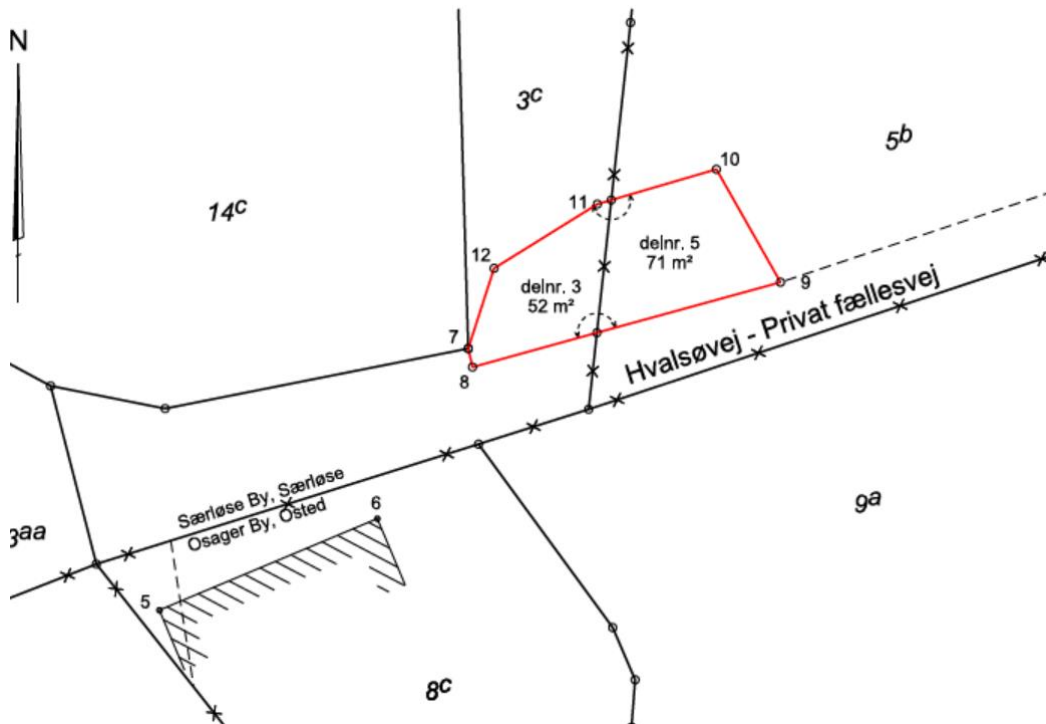 N
3c
5b
10
14c
11
delnr. 5
71 m²
12
delnr. 3
52 m²
9
7
8
Hvalsøvej - Privat fællesvej
Særløse By, Særløse
Osager By, Osted
6
9a
5
8c